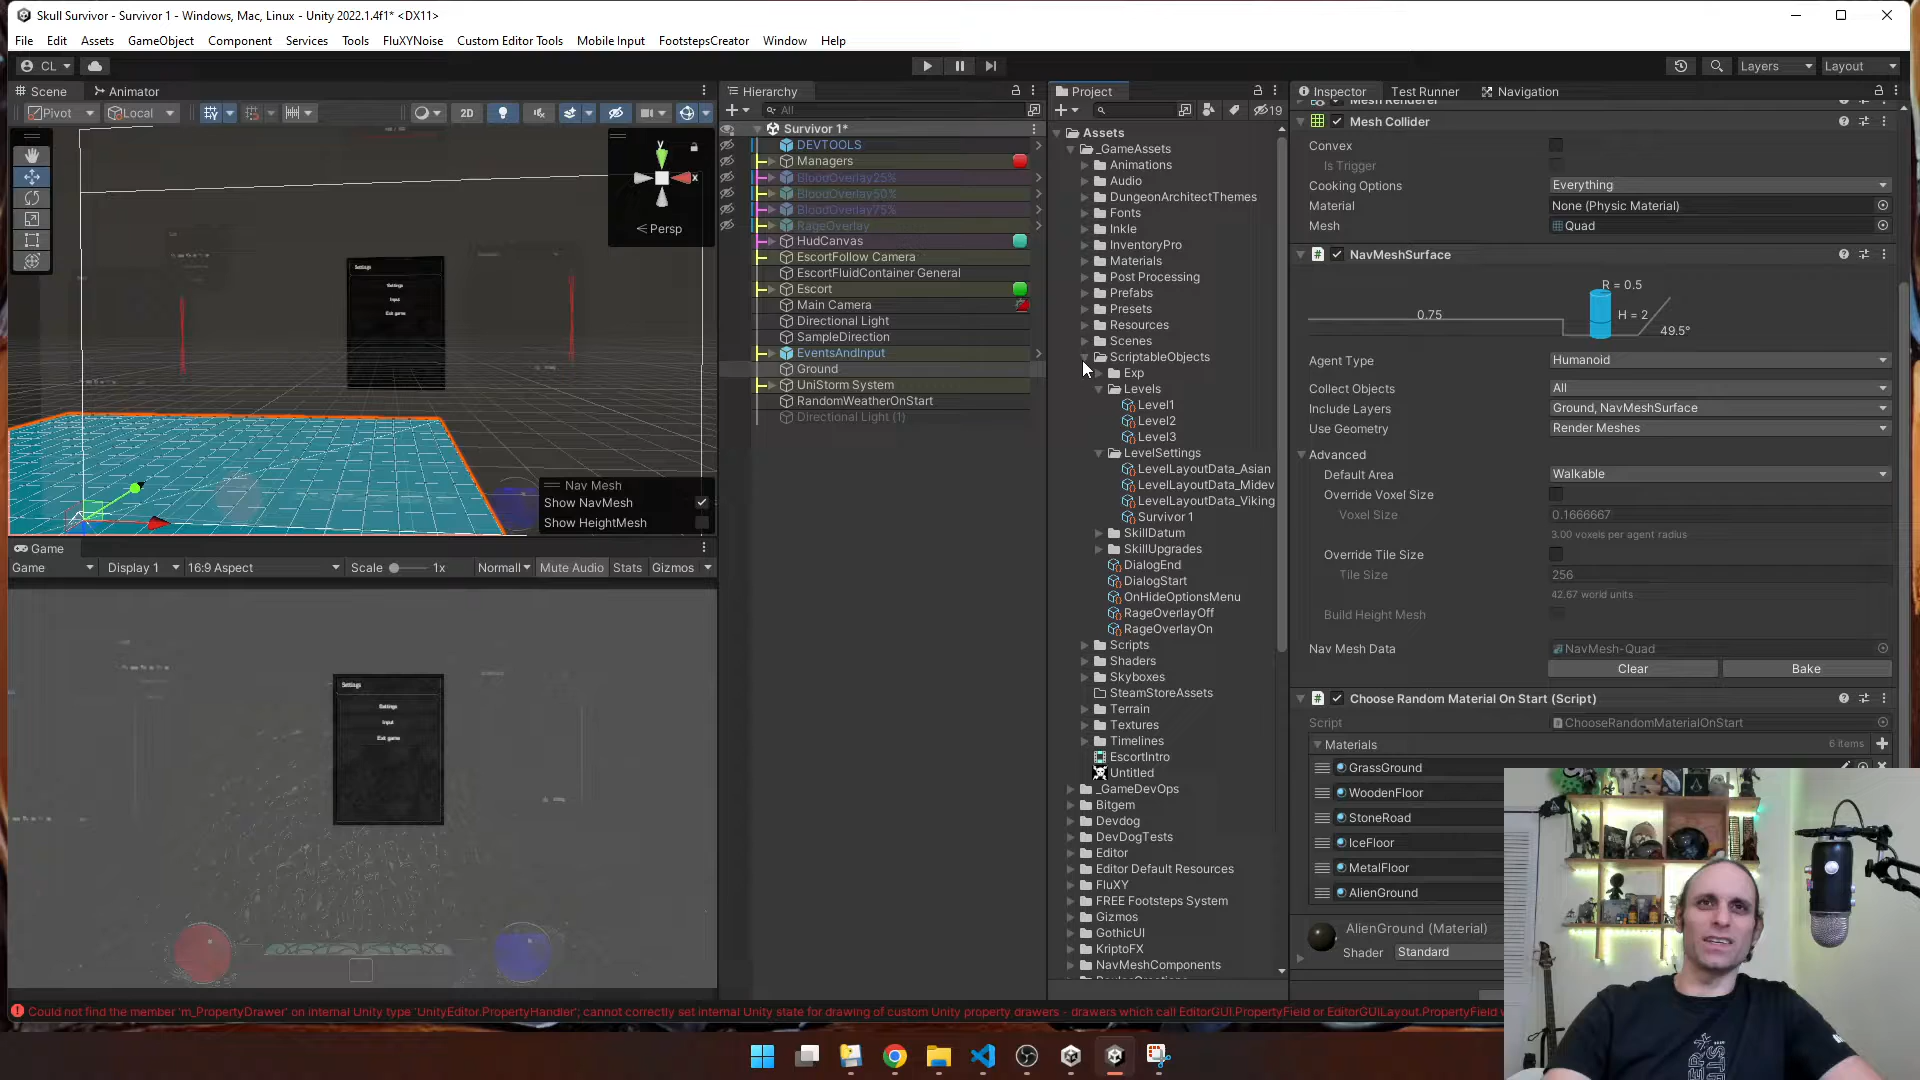 Skull Survivor - Survivor 1 - Windows, Mac, Linux - Unity 2022.1.4f1* <DX11>
File Edit Assets GameObject Component Services Tools FluXYNoise Custom Editor Tools Mobile Input FootstepsCreator Window Help
CL Layers Layout
Scene Animator
Pivot Local 2D
y
x
Persp
Settings
Settings
Input
Exit game
Nav Mesh
Show NavMesh
Show HeightMesh
Game
Game Display 1 16:9 Aspect Scale 1x Normal Mute Audio Stats Gizmos
Settings
Settings
Input
Exit game
Hierarchy
All
Survivor 1*
DEVTOOLS
Managers
BloodOverlay25%
BloodOverlay50%
BloodOverlay75%
RageOverlay
HudCanvas
EscortFollow Camera
EscortFluidContainer General
Escort
Main Camera
Directional Light
SampleDirection
EventsAndInput
Ground
UniStorm System
RandomWeatherOnStart
Directional Light (1)
Project
19
Assets
_GameAssets
Animations
Audio
DungeonArchitectThemes
Fonts
Inkle
InventoryPro
Materials
Post Processing
Prefabs
Presets
Resources
Scenes
ScriptableObjects
Exp
Levels
Level1
Level2
Level3
LevelSettings
LevelLayoutData_Asian
LevelLayoutData_Midev
LevelLayoutData_Viking
Survivor 1
SkillDatum
SkillUpgrades
DialogEnd
DialogStart
OnHideOptionsMenu
RageOverlayOff
RageOverlayOn
Scripts
Shaders
Skyboxes
SteamStoreAssets
Terrain
Textures
Timelines
EscortIntro
Untitled
_GameDevOps
Bitgem
Devdog
DevDogTests
Editor
Editor Default Resources
FluXY
FREE Footsteps System
Gizmos
GothicUI
KriptoFX
NavMeshComponents
Inspector Test Runner Navigation
Mesh Renderer
Mesh Collider
Convex
Is Trigger
Cooking Options Everything
Material None (Physic Material)
Mesh Quad
NavMeshSurface
R = 0.5
0.75 H = 2
49.5°
Agent Type Humanoid
Collect Objects All
Include Layers Ground, NavMeshSurface
Use Geometry Render Meshes
Advanced
Default Area Walkable
Override Voxel Size
Voxel Size 0.1666667
3.00 voxels per agent radius
Override Tile Size
Tile Size 256
42.67 world units
Build Height Mesh
Nav Mesh Data NavMesh-Quad
Clear Bake
Choose Random Material On Start (Script)
Script ChooseRandomMaterialOnStart
Materials 6 items
GrassGround
WoodenFloor
StoneRoad
IceFloor
MetalFloor
AlienGround
AlienGround (Material)
Shader Standard
Could not find the member 'm_PropertyDrawer' on internal Unity type 'UnityEditor.PropertyHandler'; cannot correctly set internal Unity state for drawing of custom Unity property drawers - drawers which call EditorGUI.PropertyField or EditorGUILayout.PropertyField